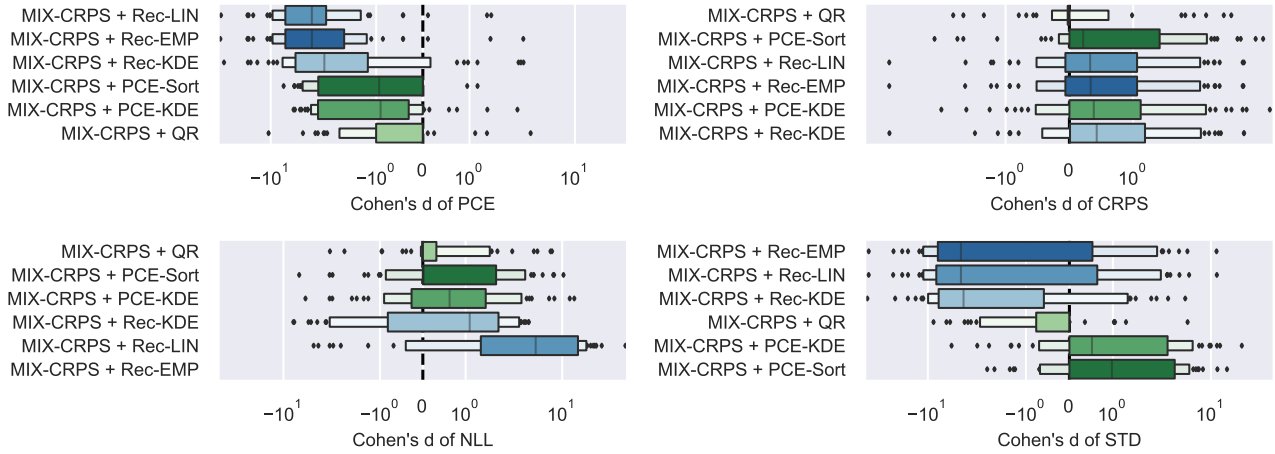 MIX-CRPS + Rec-LIN
MIX-CRPS + Rec-EMP
MIX-CRPS + Rec-KDE
MIX-CRPS + PCE-Sort
MIX-CRPS + PCE-KDE
MIX-CRPS + QR
−10¹ −10⁰ 0 10⁰ 10¹
Cohen's d of PCE
MIX-CRPS + QR
MIX-CRPS + PCE-Sort
MIX-CRPS + Rec-LIN
MIX-CRPS + Rec-EMP
MIX-CRPS + PCE-KDE
MIX-CRPS + Rec-KDE
−10⁰ 0 10⁰
Cohen's d of CRPS
MIX-CRPS + QR
MIX-CRPS + PCE-Sort
MIX-CRPS + PCE-KDE
MIX-CRPS + Rec-KDE
MIX-CRPS + Rec-LIN
MIX-CRPS + Rec-EMP
−10¹ −10⁰ 0 10⁰ 10¹
Cohen's d of NLL
MIX-CRPS + Rec-EMP
MIX-CRPS + Rec-LIN
MIX-CRPS + Rec-KDE
MIX-CRPS + QR
MIX-CRPS + PCE-KDE
MIX-CRPS + PCE-Sort
−10¹ −10⁰ 0 10⁰ 10¹
Cohen's d of STD